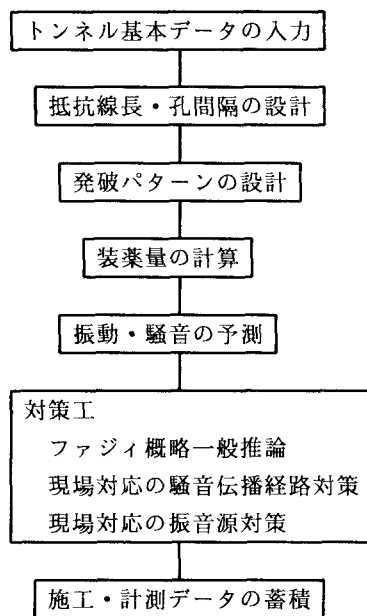 トンネル基本データの入力
抵抗線長・孔間隔の設計
発破パターンの設計
装薬量の計算
振動・騒音の予測
対策工
ファジィ概略一般推論
現場対応の騒音伝播経路対策
現場対応の振音源対策
施工・計測データの蓄積